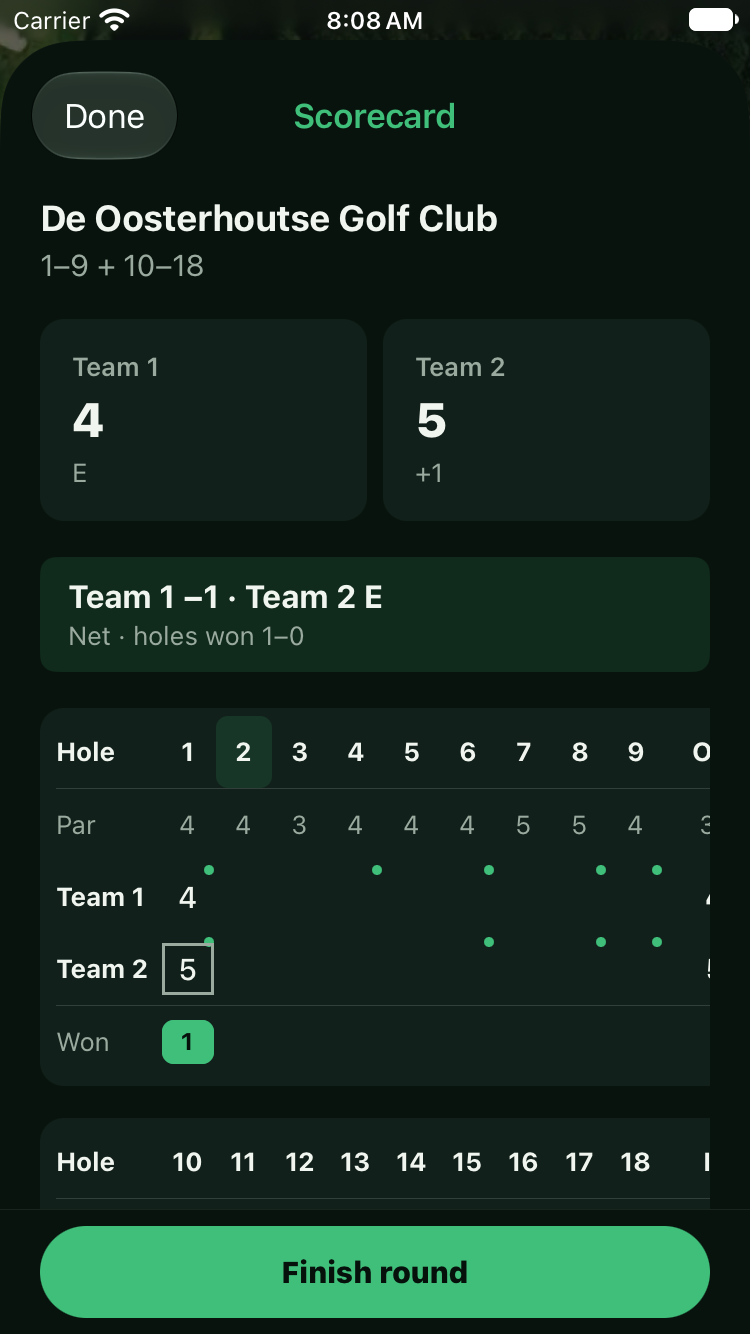 Carrier 8:08 AM
Done Scorecard
De Oosterhoutse Golf Club
1–9 + 10–18
Team 1 Team 2
4 5
E +1
Team 1 –1 · Team 2 E
Net · holes won 1–0
Hole 1 2 3 4 5 6 7 8 9
Par 4 4 3 4 4 4 5 5 4
Team 1 4
Team 2 5
Won 1
Hole 10 11 12 13 14 15 16 17 18
Finish round